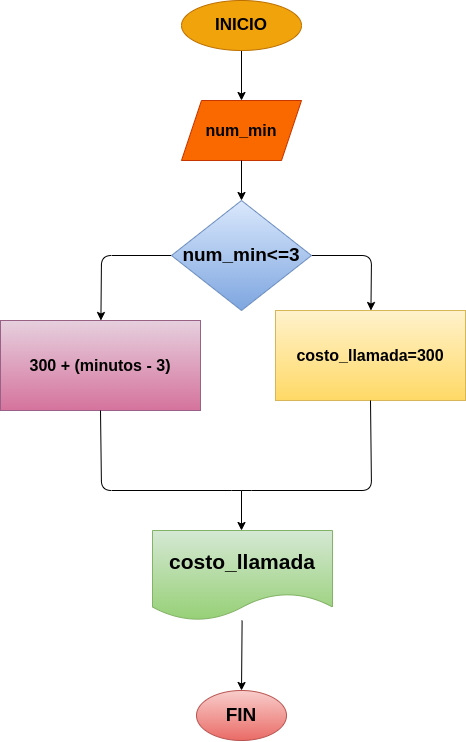 INICIO
num_min
num_min<=3
300 + (minutos - 3)
costo_llamada=300
costo_llamada
FIN